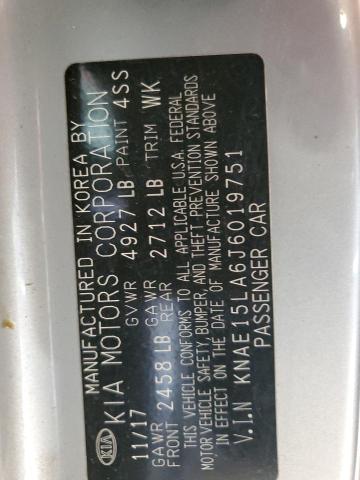 MANUFACTURED IN KOREA BY
KIA KIA MOTORS CORPORATION
11/17 GVWR 4927 LB PAINT 4SS
GAWR FRONT 2458 LB GAWR REAR 2712 LB TRIM WK
THIS VEHICLE CONFORMS TO ALL APPLICABLE U.S.A. FEDERAL
MOTOR VEHICLE SAFETY, BUMPER, AND THEFT PREVENTION STANDARDS
IN EFFECT ON THE DATE OF MANUFACTURE SHOWN ABOVE
V.I.N KNAE15LA6J6019751
PASSENGER CAR